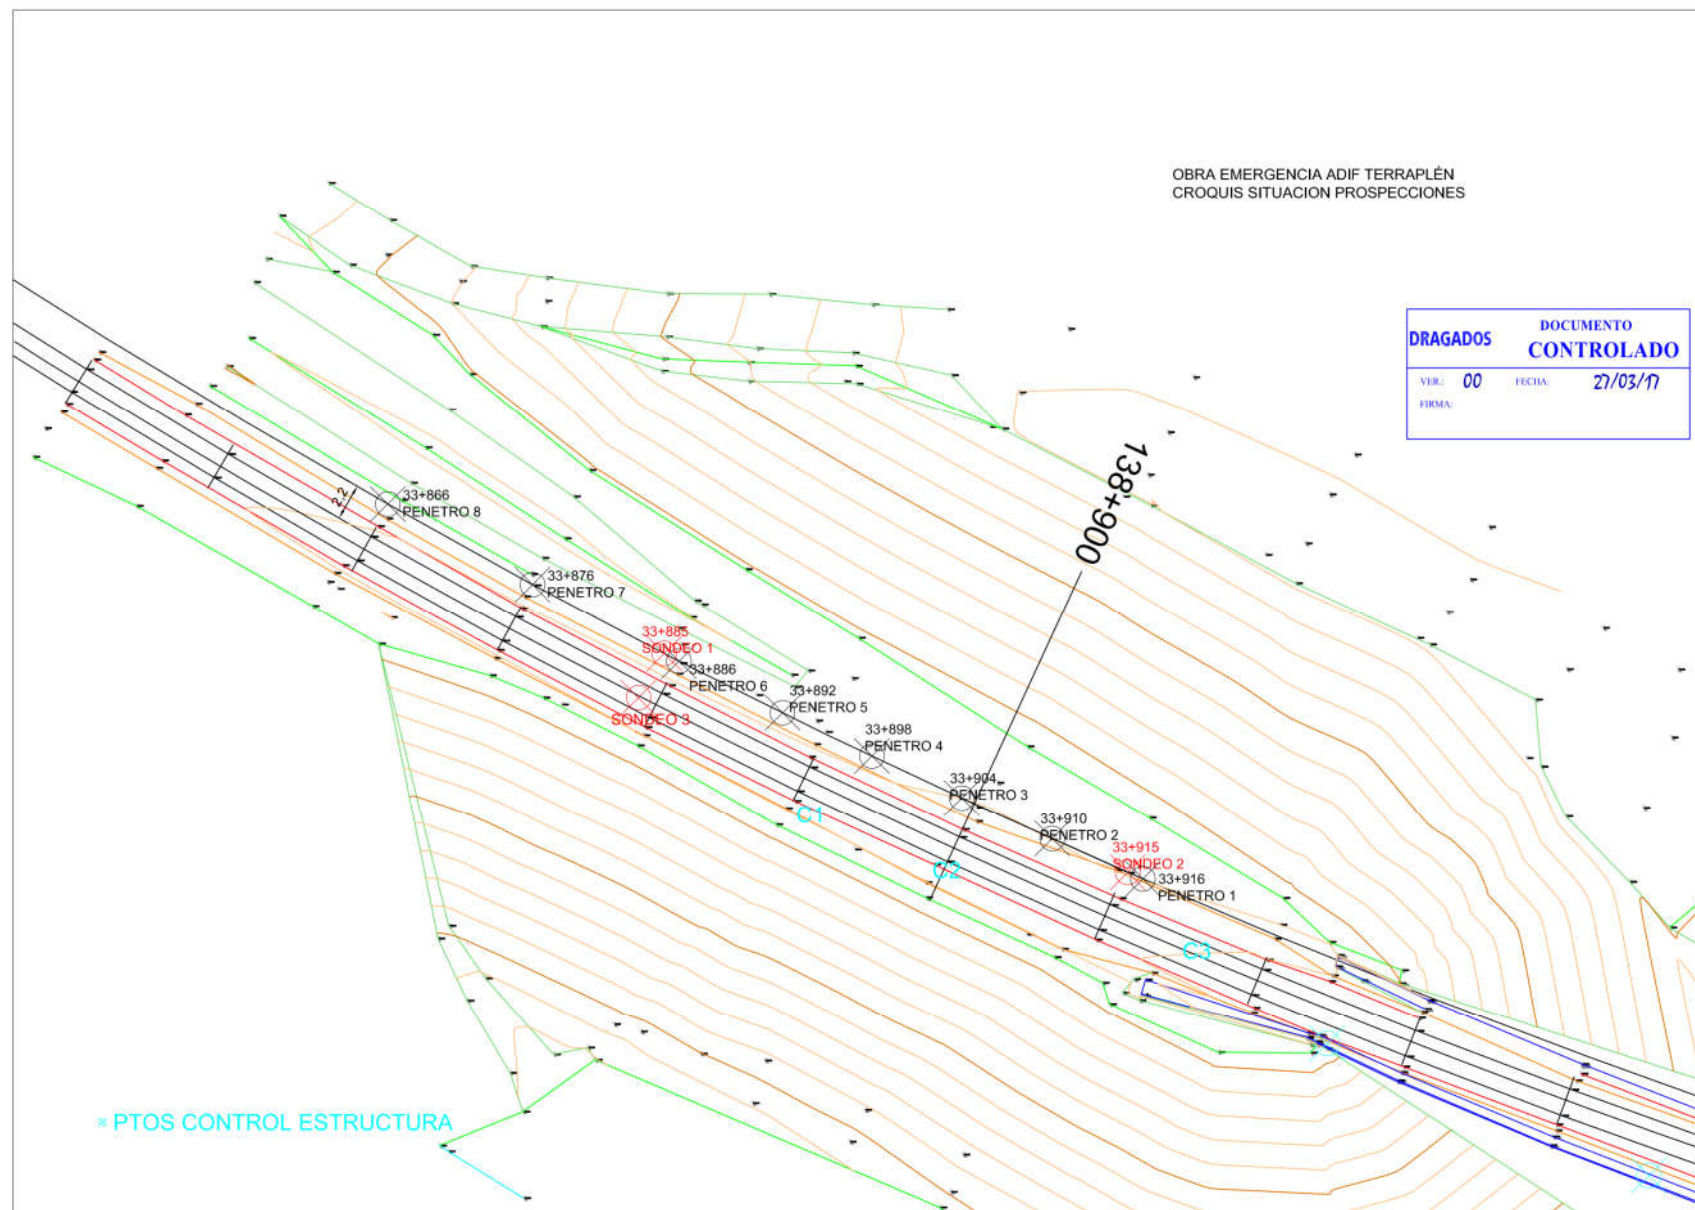 OBRA EMERGENCIA ADIF TERRAPLÉN
CROQUIS SITUACION PROSPECCIONES
DRAGADOS
DOCUMENTO
CONTROLADO
VER.: 00 FECHA: 27/03/17
FIRMA:
138+900
2,2
33+866
PENETRO 8
33+876
PENETRO 7
33+885
SONDEO 1
33+886
PENETRO 6
SONDEO 3
33+892
PENETRO 5
33+898
PENETRO 4
33+904
PENETRO 3
33+910
PENETRO 2
33+915
SONDEO 2
33+916
PENETRO 1
C1
C2
C3
PTOS CONTROL ESTRUCTURA